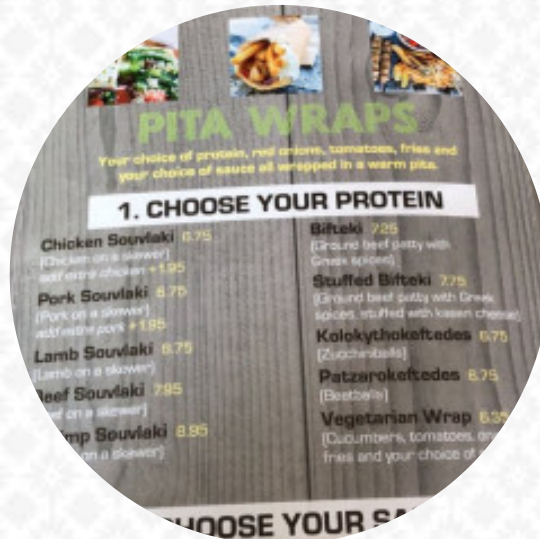 PITA WRAPS
Your choice of protein, red onions, tomatoes, fries and
your choice of sauce all wrapped in a warm pita.
1. CHOOSE YOUR PROTEIN
Chicken Souvlaki 6.75
(Chicken on a skewer)
add extra chicken +1.95
Pork Souvlaki 6.75
(Pork on a skewer)
add extra pork +1.95
Lamb Souvlaki 6.75
(Lamb on a skewer)
Beef Souvlaki 7.95
on a skewer)
Souvlaki 8.95
on a skewer)
Bifteki 7.25
(Ground beef patty with
Greek spices)
Stuffed Bifteki 7.75
(Ground beef patty with Greek
spices, stuffed with kaseri cheese)
Kolokythokeftedes 6.75
(Zucchiniballs)
Patzarokeftedes 6.75
(Beetballs)
Vegetarian Wrap
(Cucumbers, tomatoes,
fries and your choice of
CHOOSE YOUR